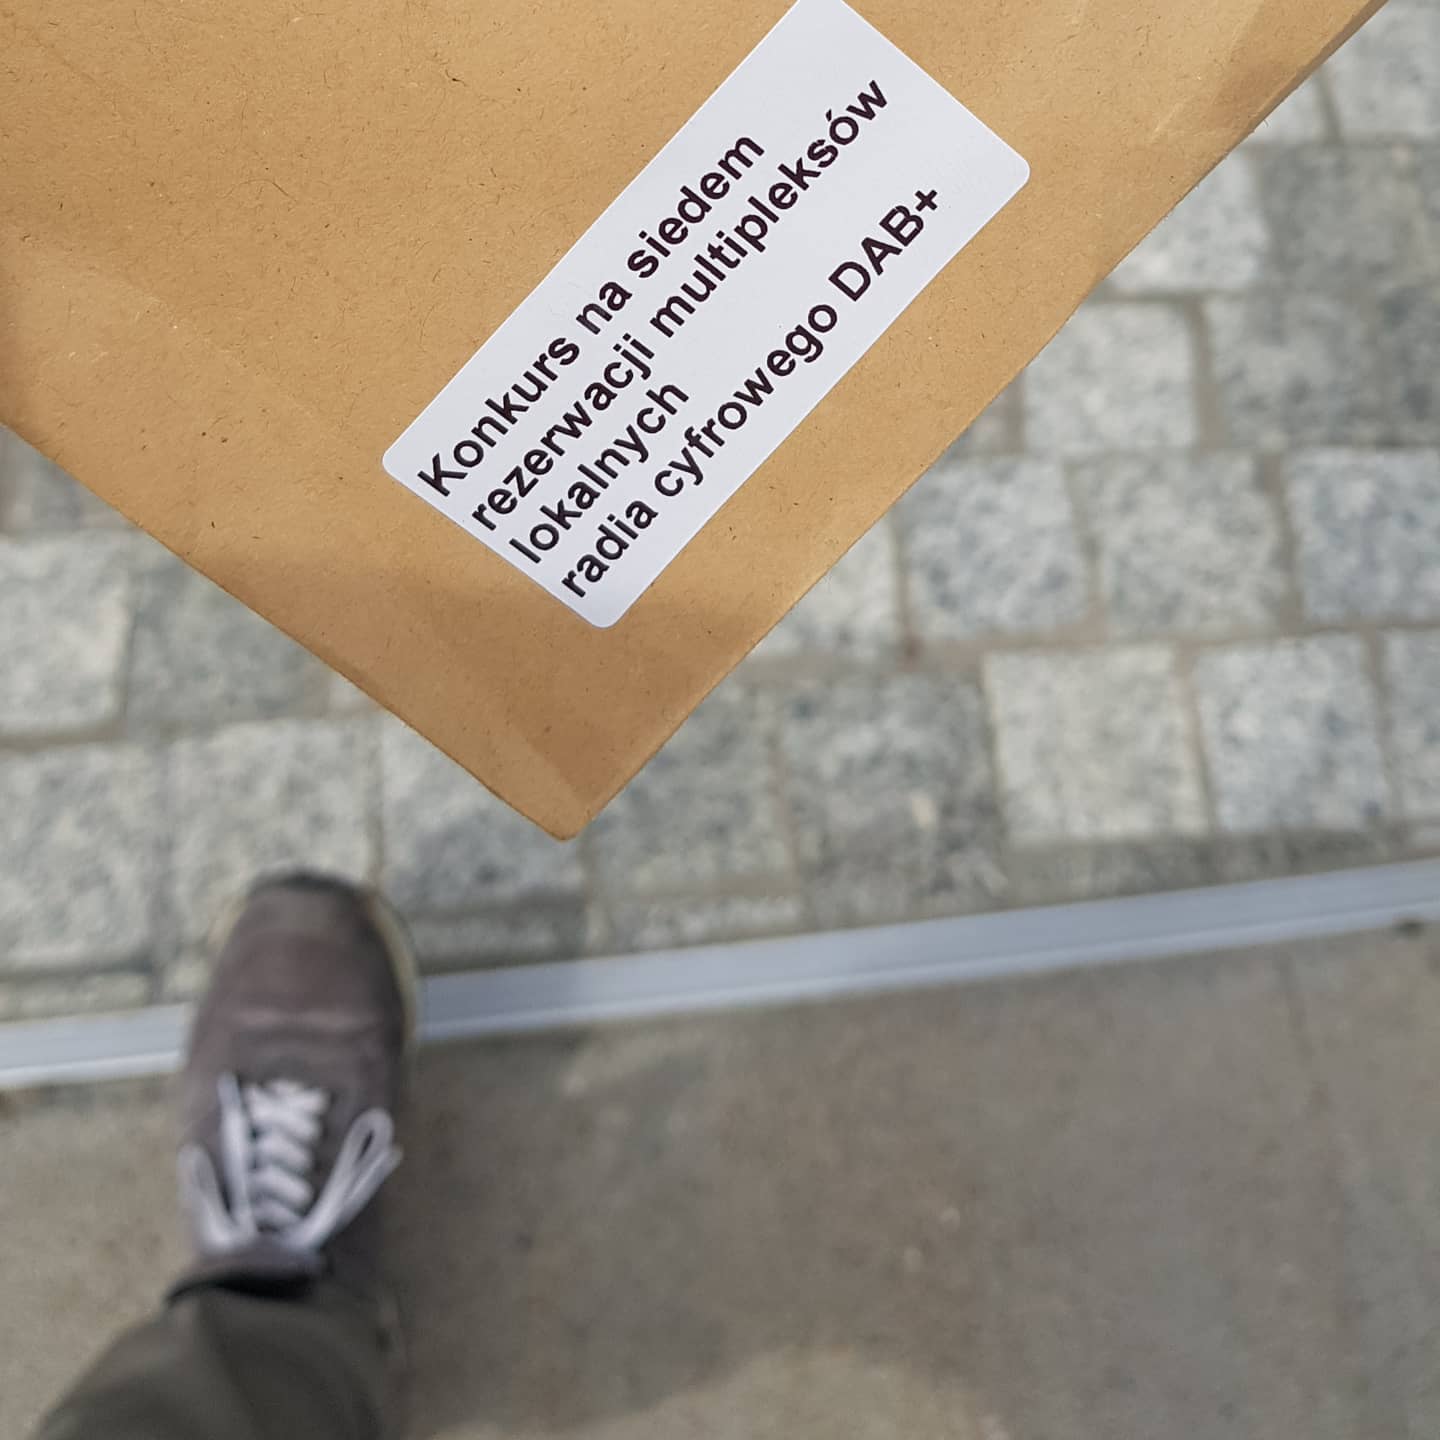 Konkurs na siedem
rezerwacji multipleksów
lokalnych
radia cyfrowego DAB+